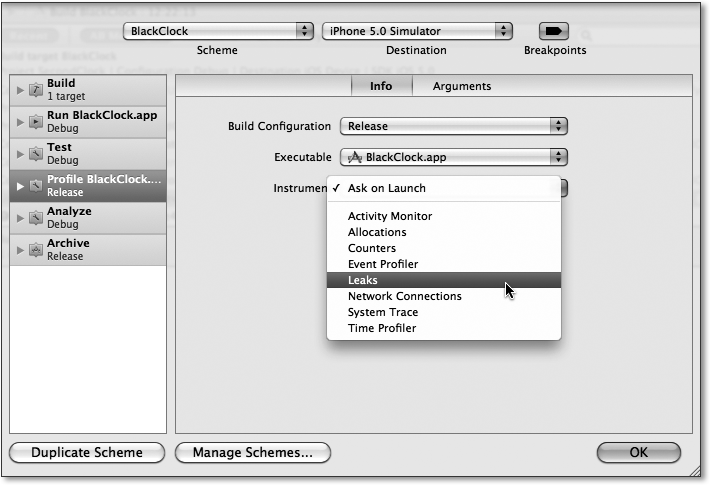 BlackClock
iPhone 5.0 Simulator
Scheme
Destination
Breakpoints
Build
1 target
Run BlackClock.app
Debug
Test
Debug
Profile BlackClock....
Release
Analyze
Debug
Archive
Release
Info
Arguments
Build Configuration
Release
Executable
BlackClock.app
Instrumen
✓ Ask on Launch
Activity Monitor
Allocations
Counters
Event Profiler
Leaks
Network Connections
System Trace
Time Profiler
Duplicate Scheme
Manage Schemes...
OK